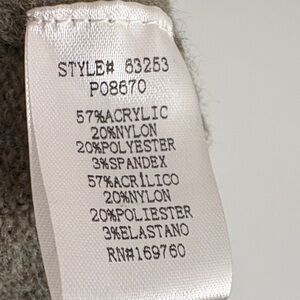 STYLE# 63253
P08670
57%ACRYLIC
20%NYLON
20%POLYESTER
3%SPANDEX
57%ACRÍLICO
20%NYLON
20%POLIESTER
3%ELASTANO
RN#169760